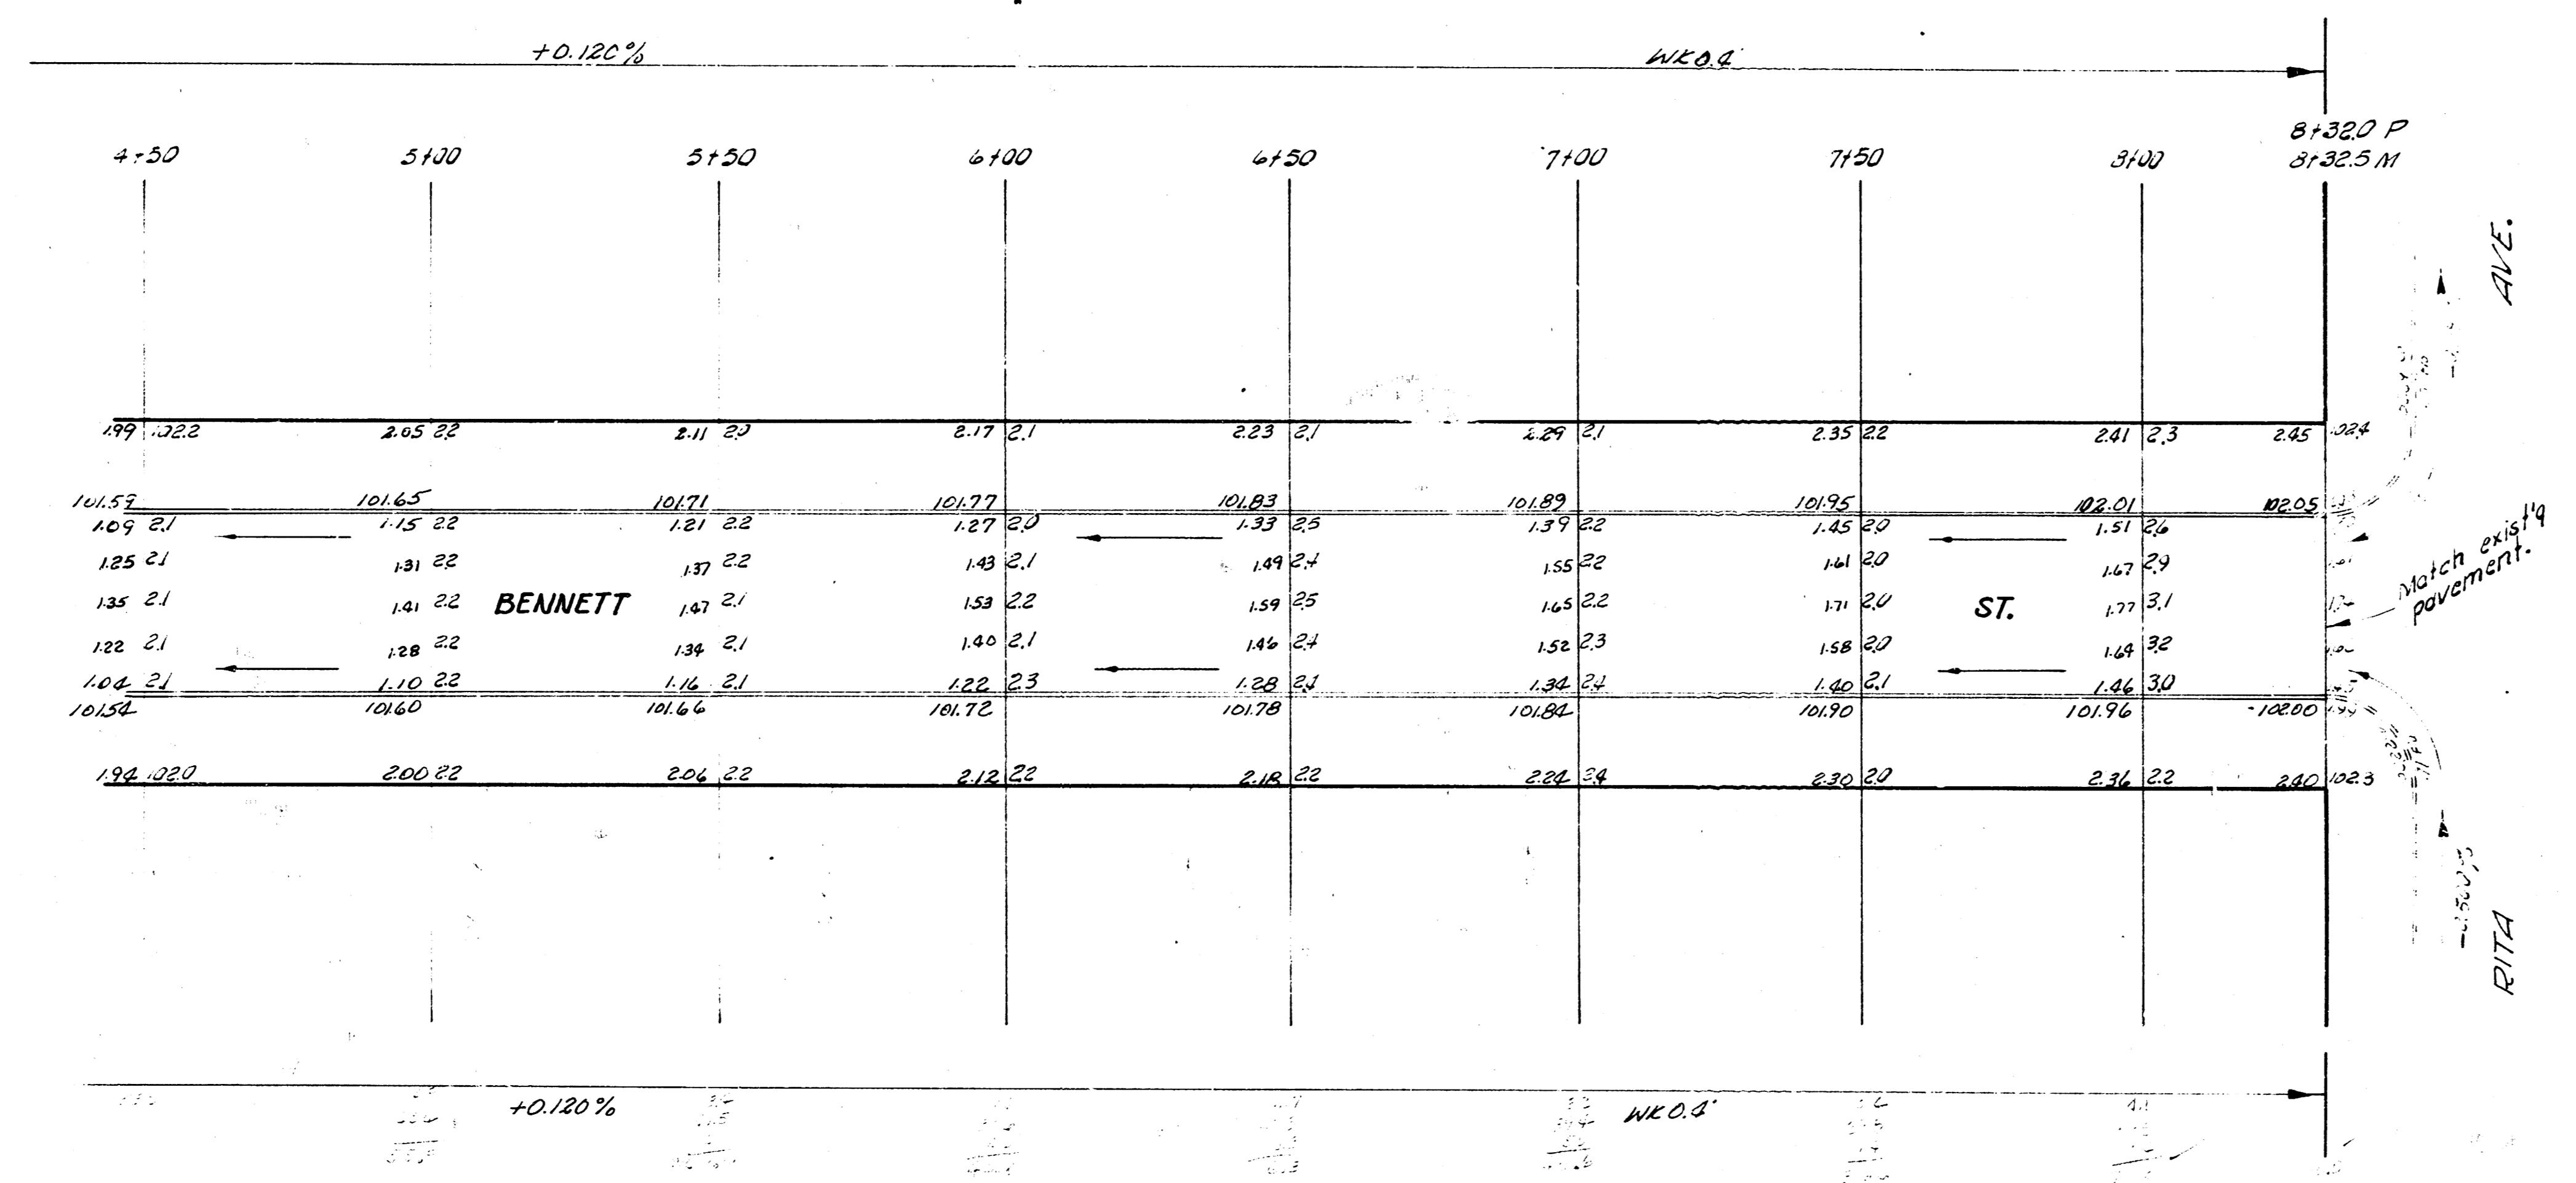 +0.120% WK0.4'
8+32.0 P
4+50 5+00 5+50 6+00 6+50 7+00 7+50 8+00 8+32.5 M
AVE.
1.99 102.2 2.05 2.2 2.11 2.0 2.17 2.1 2.23 2.1 2.29 2.1 2.35 2.2 2.41 2.3 2.45 102.4
101.59 101.65 101.71 101.77 101.83 101.89 101.95 102.01 102.05
1.09 2.1 1.15 2.2 1.21 2.2 1.27 2.0 1.33 2.5 1.39 2.2 1.45 2.0 1.51 2.6
1.25 2.1 1.31 2.2 1.37 2.2 1.43 2.1 1.49 2.4 1.55 2.2 1.61 2.0 1.67 2.9
Match exist'g
pavement.
1.35 2.1 1.41 2.2 BENNETT 1.47 2.1 1.53 2.2 1.59 2.5 1.65 2.2 1.71 2.0 ST. 1.77 3.1
1.22 2.1 1.28 2.2 1.34 2.1 1.40 2.1 1.46 2.4 1.52 2.3 1.58 2.0 1.64 3.2
1.04 2.1 1.10 2.2 1.16 2.1 1.22 2.3 1.28 2.4 1.34 2.4 1.40 2.1 1.46 3.0
101.54 101.60 101.66 101.72 101.78 101.84 101.90 101.96 102.00
1.94 102.0 2.00 2.2 2.06 2.2 2.12 2.2 2.18 2.2 2.24 2.4 2.30 2.0 2.36 2.2 2.40 102.3
RITA
+0.120% WK0.4'